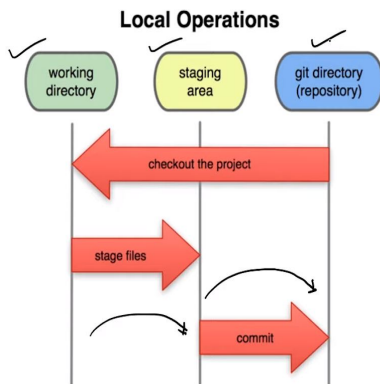 Local Operations
working
directory
staging
area
git directory
(repository)
checkout the project
stage files
commit